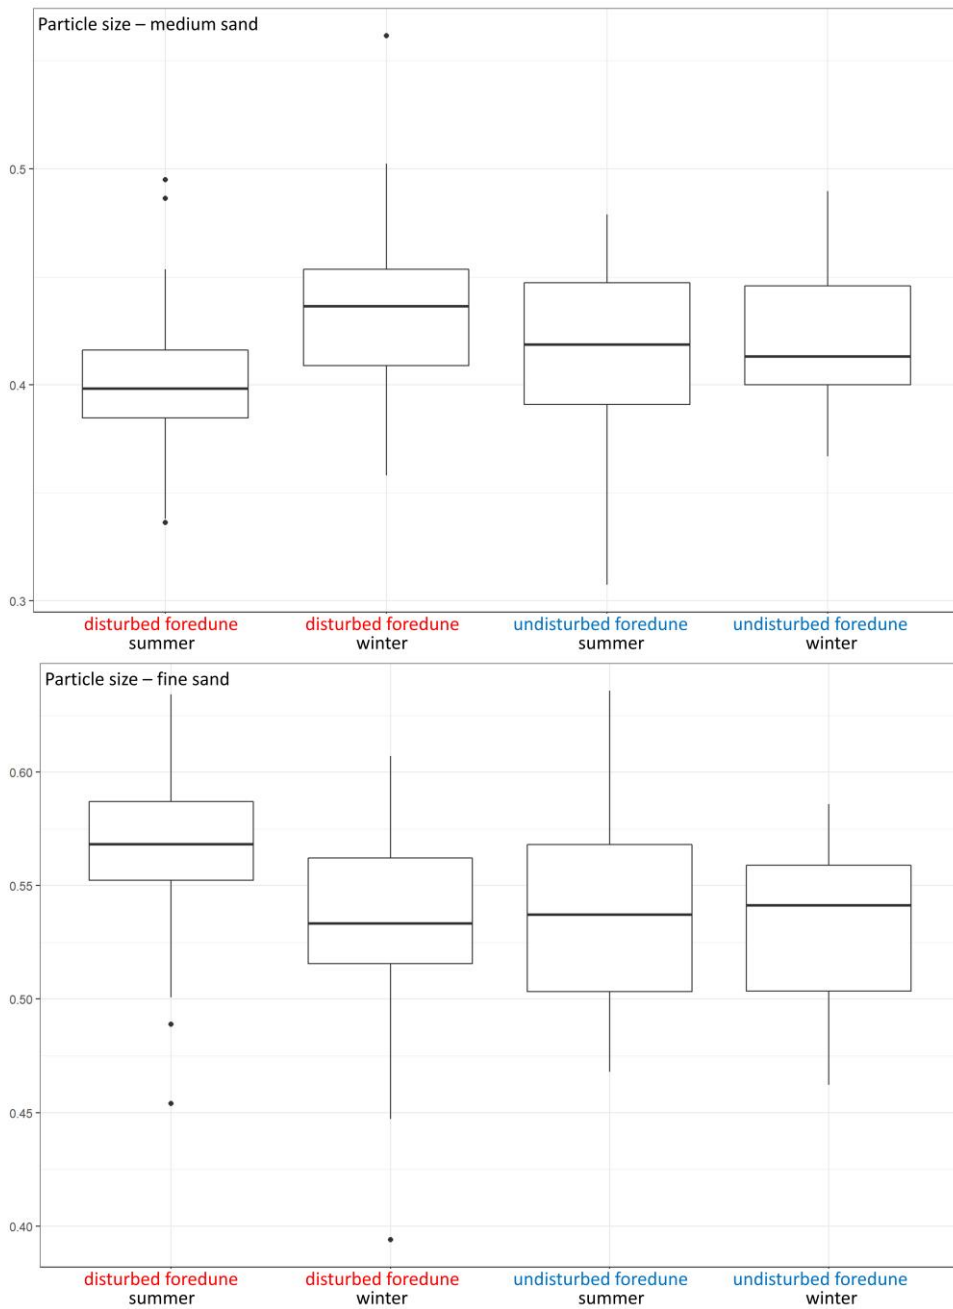 Particle size – medium sand
0.5
0.4
0.3
disturbed foredune disturbed foredune undisturbed foredune undisturbed foredune
summer winter summer winter
Particle size – fine sand
0.60
0.55
0.50
0.45
0.40
disturbed foredune disturbed foredune undisturbed foredune undisturbed foredune
summer winter summer winter